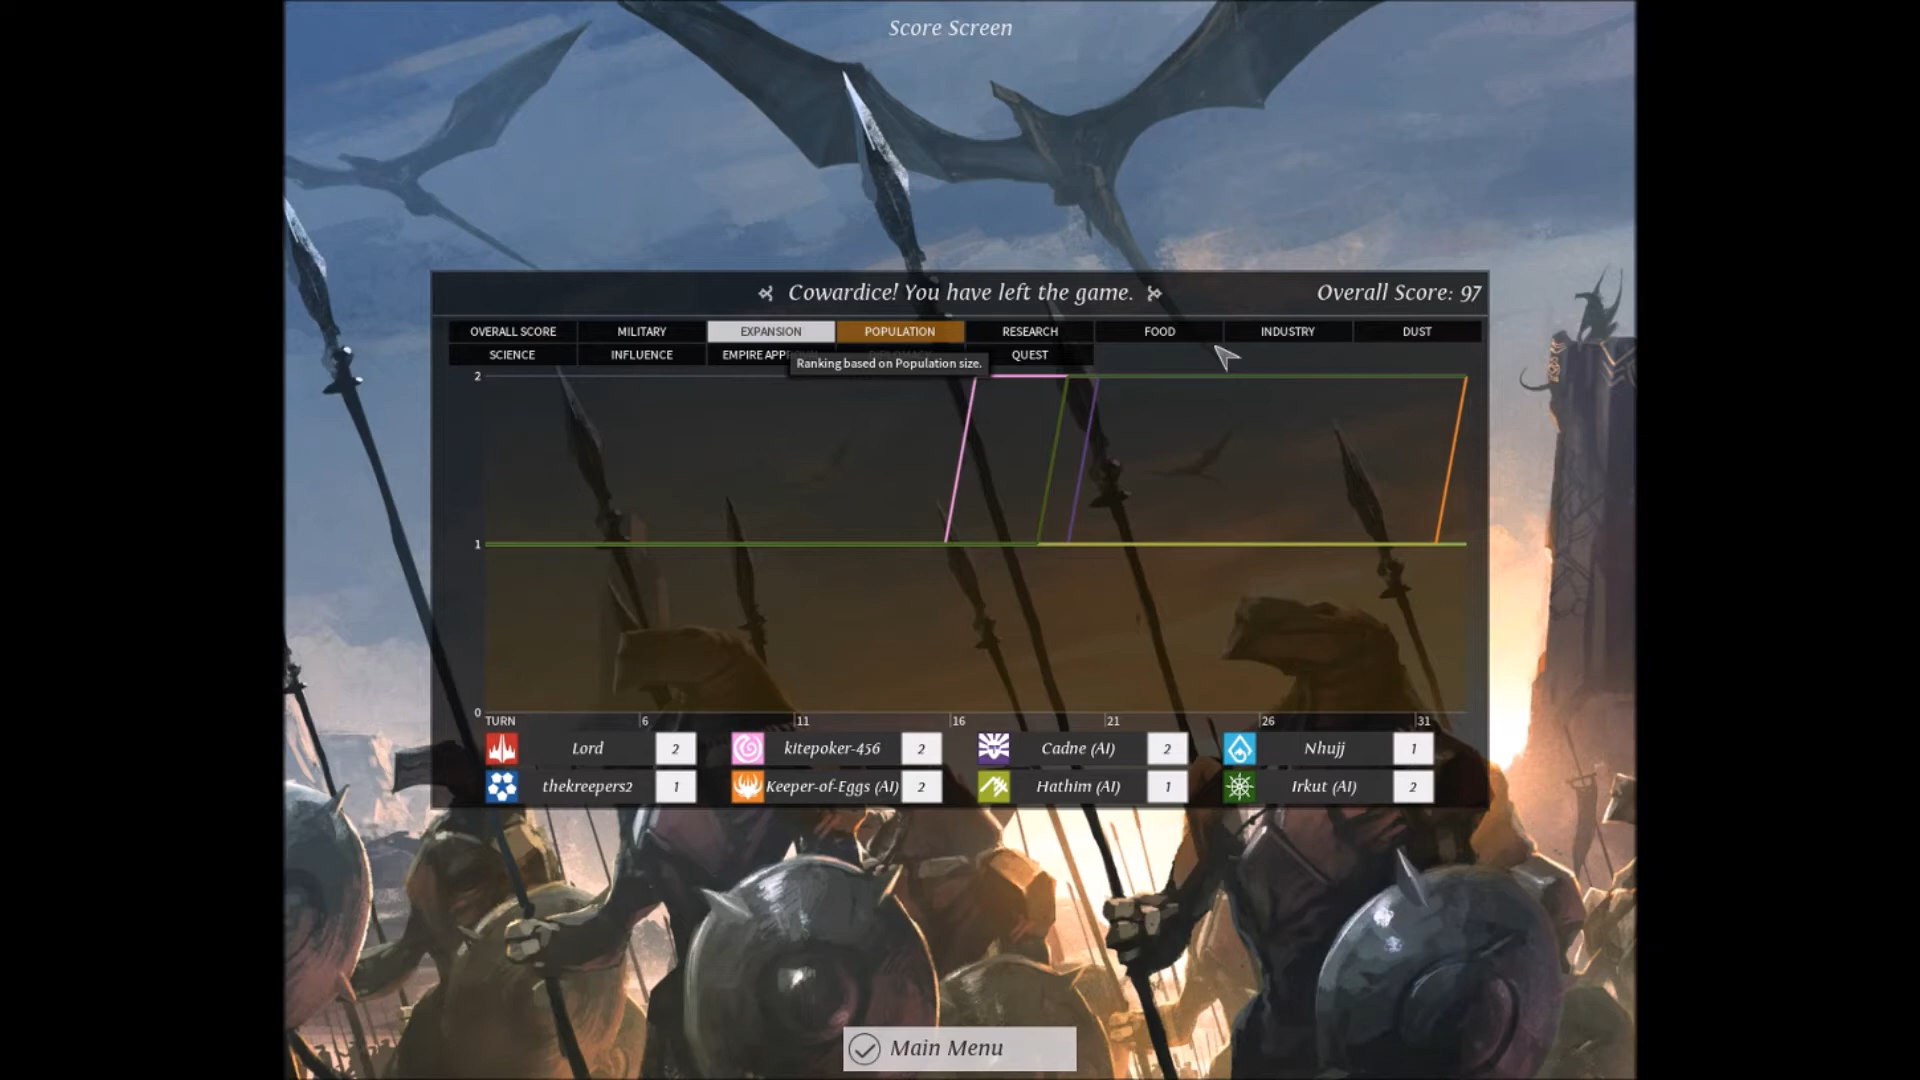 Score Screen
Cowardice! You have left the game.
Overall Score: 97
OVERALL SCORE MILITARY EXPANSION POPULATION RESEARCH FOOD INDUSTRY DUST
SCIENCE INFLUENCE EMPIRE APP QUEST
Ranking based on Population size.
2
1
0
TURN 6 11 16 21 26 31
Lord 2 kitepoker-456 2 Cadne (AI) 2 Nhujj 1
thekreepers2 1 Keeper-of-Eggs (AI) 2 Hathim (AI) 1 Irkut (AI) 2
Main Menu